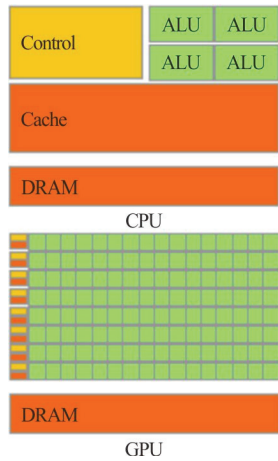 Control
ALU ALU
ALU ALU
Cache
DRAM
CPU
DRAM
GPU